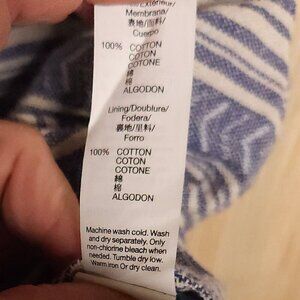 Membrana/
表地/面料/
Cuerpo
100% COTTON
COTON
COTONE
綿
棉
ALGODON
Lining/Doublure/
Fodera/
裏地/里料/
Forro
100% COTTON
COTON
COTONE
綿
棉
ALGODON
Machine wash cold. Wash
and dry separately. Only
non-chlorine bleach when
needed. Tumble dry low.
Warm iron Or dry clean.